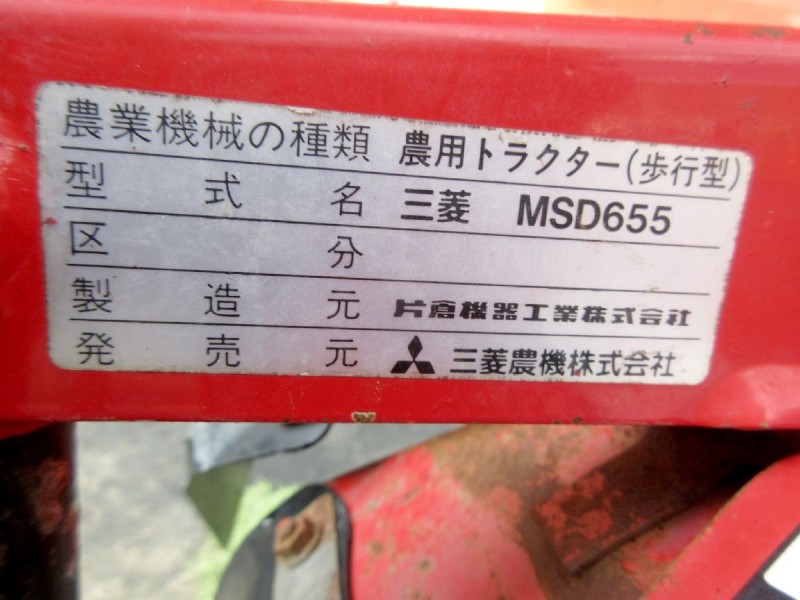 農業機械の種類 農用トラクター(歩行型)
型式名 三菱 MSD655
区分
製造元 片倉機器工業株式会社
発売元 三菱農機株式会社